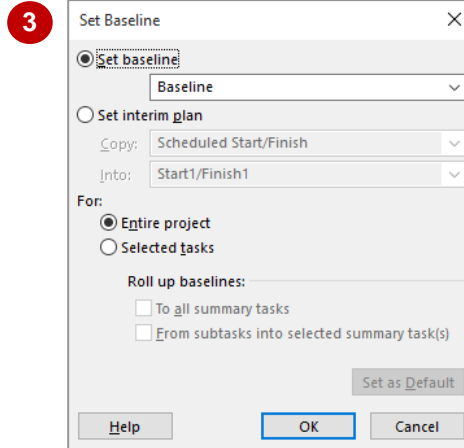 3
Set Baseline
Set baseline
Baseline
Set interim plan
Copy: Scheduled Start/Finish
Into: Start1/Finish1
For:
Entire project
Selected tasks
Roll up baselines:
To all summary tasks
From subtasks into selected summary task(s)
Set as Default
Help OK Cancel